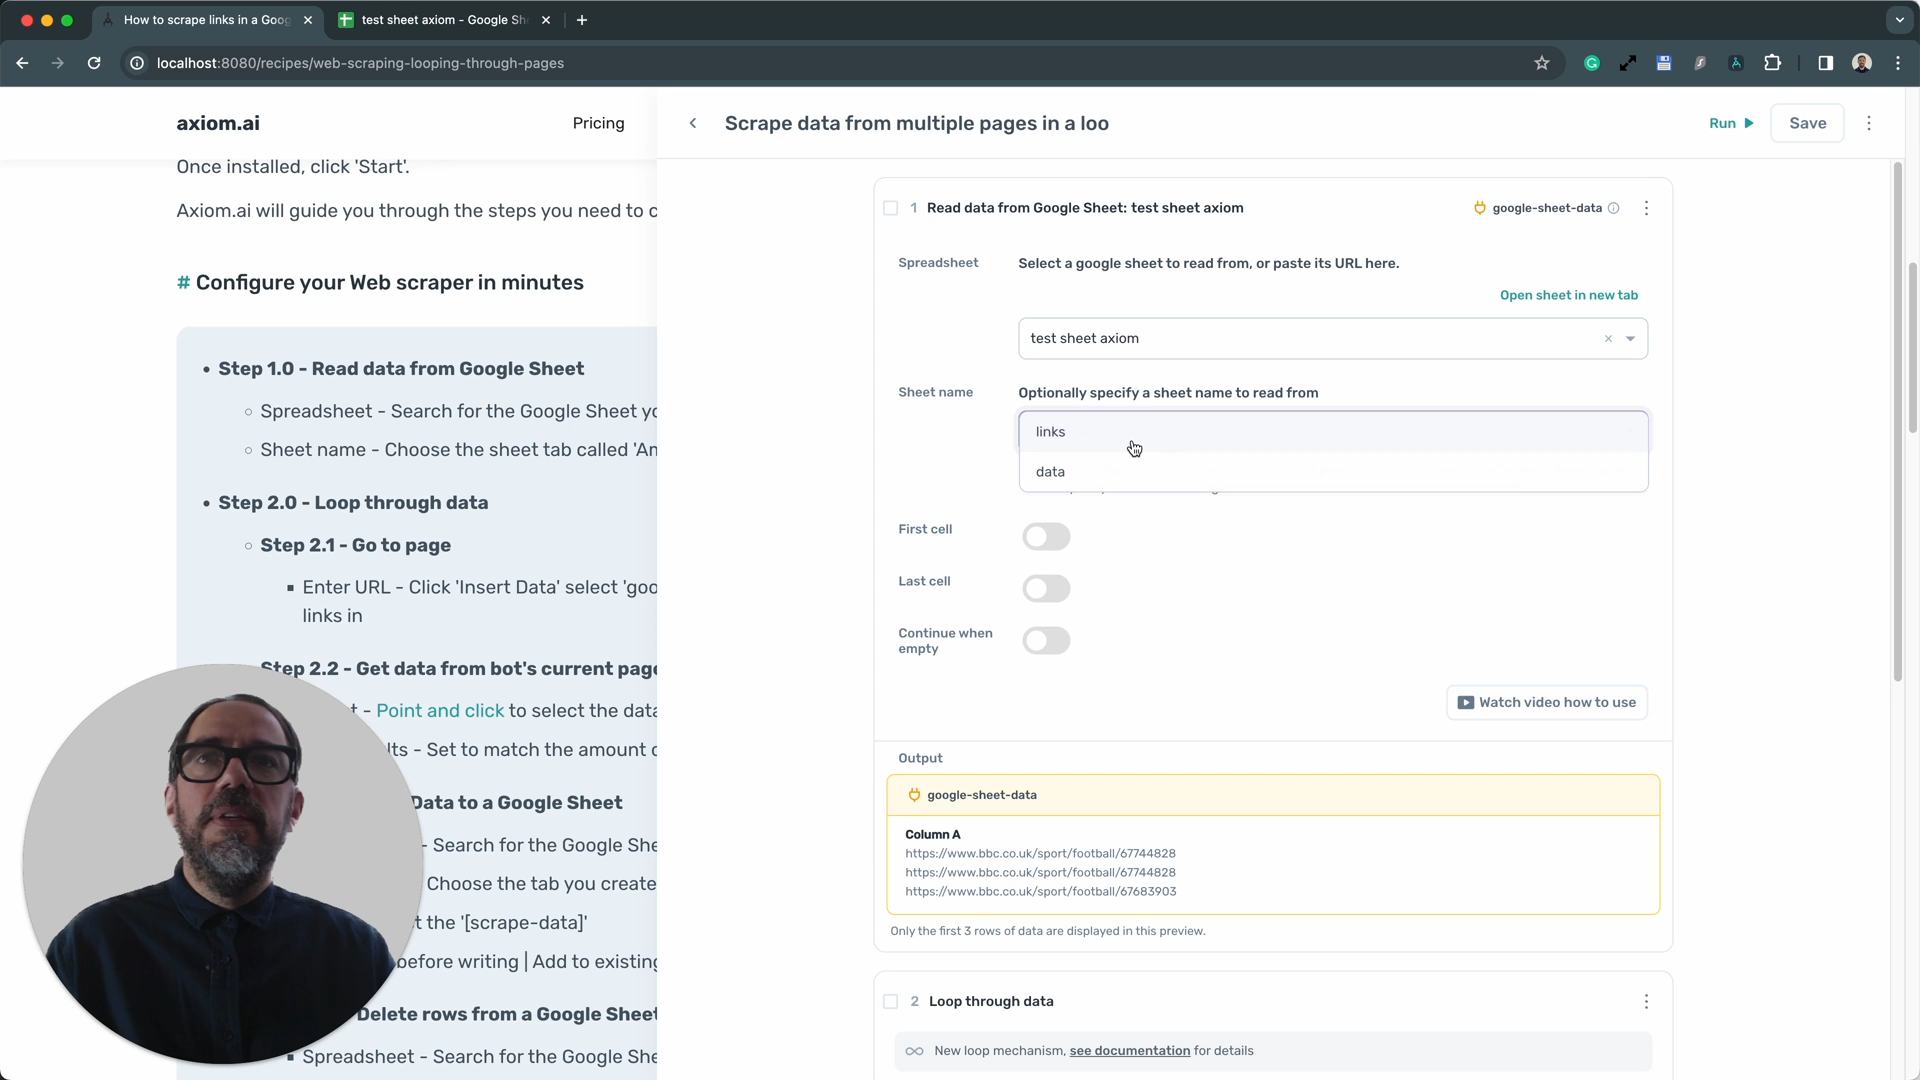 How to scrape links in a Goog
test sheet axiom - Google Sh
localhost:8080/recipes/web-scraping-looping-through-pages
axiom.ai
Pricing
Once installed, click 'Start'.
Axiom.ai will guide you through the steps you need to c
# Configure your Web scraper in minutes
• Step 1.0 - Read data from Google Sheet
Spreadsheet - Search for the Google Sheet yo
Sheet name - Choose the sheet tab called 'An
• Step 2.0 - Loop through data
Step 2.1 - Go to page
Enter URL - Click 'Insert Data' select 'goo
links in
Step 2.2 - Get data from bot's current page
t - Point and click to select the data
lts - Set to match the amount o
Data to a Google Sheet
- Search for the Google She
Choose the tab you create
t the '[scrape-data]'
before writing | Add to existing
Delete rows from a Google Sheet
Spreadsheet - Search for the Google She
Scrape data from multiple pages in a loo
Run
Save
1 Read data from Google Sheet: test sheet axiom
google-sheet-data
Spreadsheet
Select a google sheet to read from, or paste its URL here.
Open sheet in new tab
test sheet axiom
Sheet name
Optionally specify a sheet name to read from
links
data
First cell
Last cell
Continue when
empty
Watch video how to use
Output
google-sheet-data
Column A
https://www.bbc.co.uk/sport/football/67744828
https://www.bbc.co.uk/sport/football/67744828
https://www.bbc.co.uk/sport/football/67683903
Only the first 3 rows of data are displayed in this preview.
2 Loop through data
New loop mechanism, see documentation for details